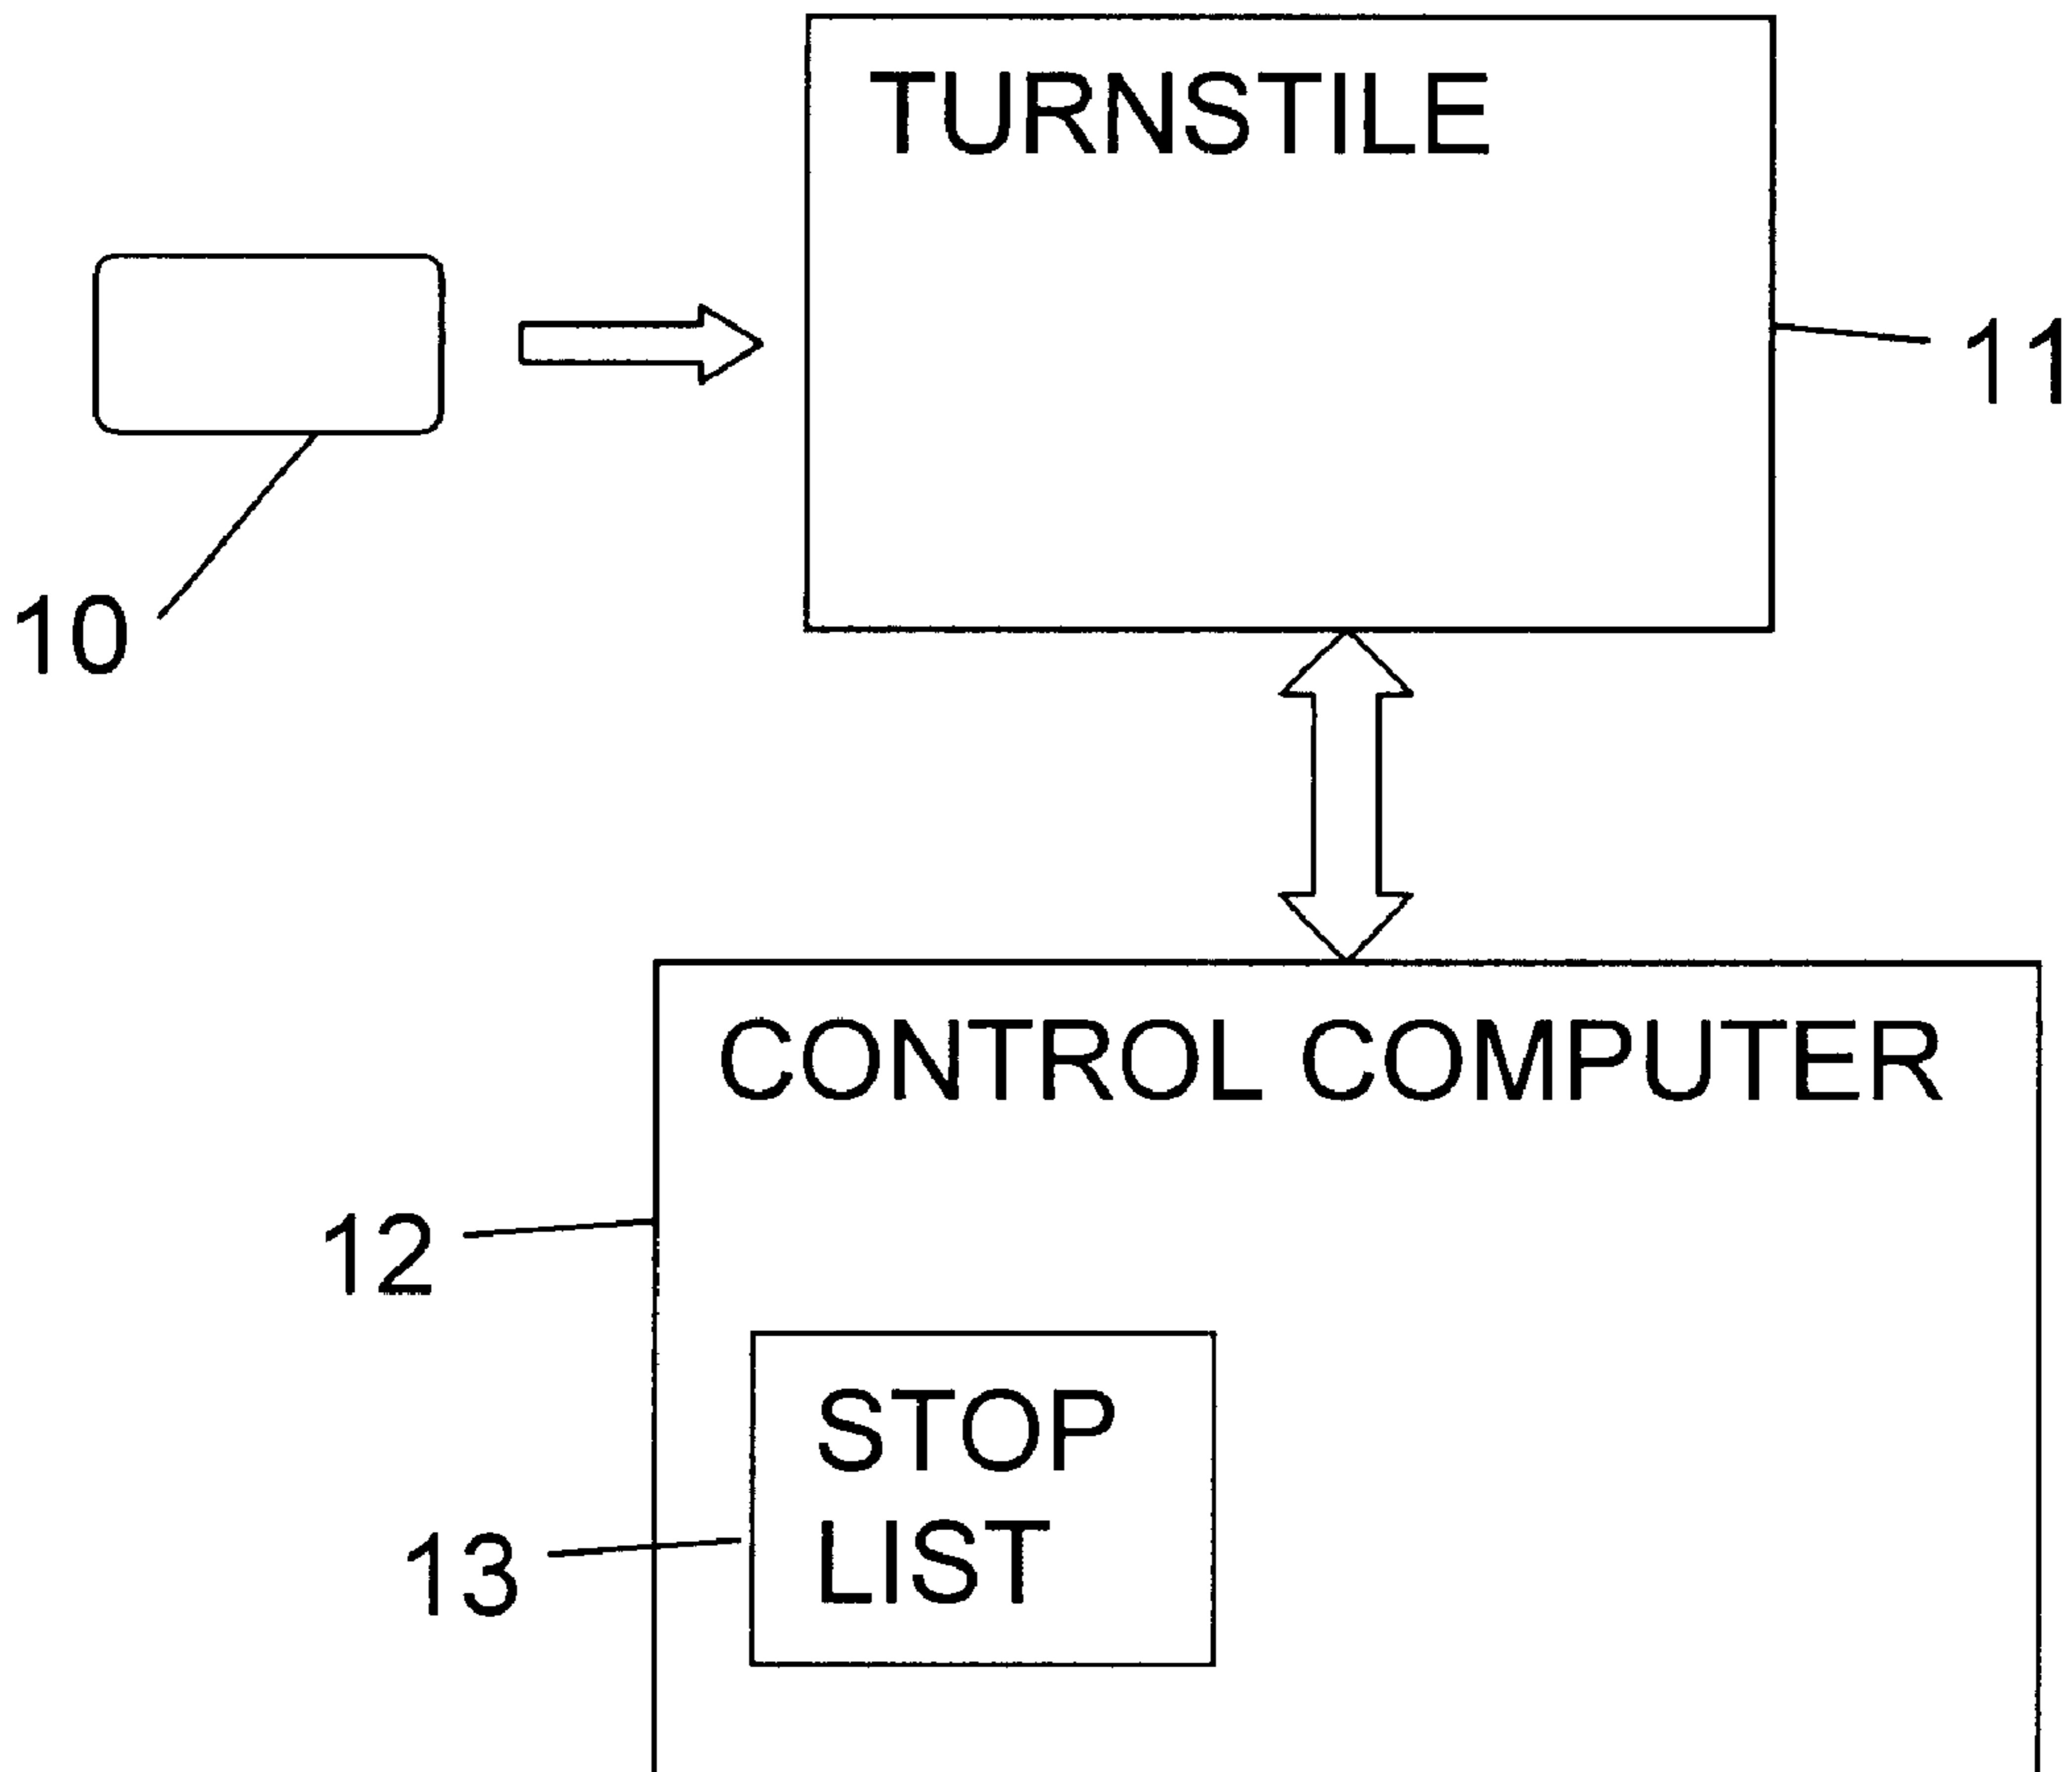 TURNSTILE
11
10
CONTROL COMPUTER
12
STOP
LIST
13